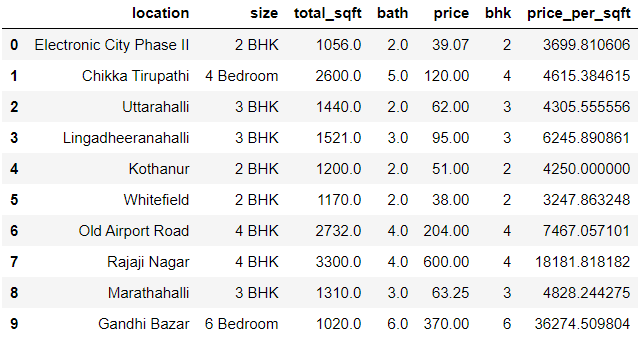 location size total_sqft bath price bhk price_per_sqft
0 Electronic City Phase II 2 BHK 1056.0 2.0 39.07 2 3699.810606
1 Chikka Tirupathi 4 Bedroom 2600.0 5.0 120.00 4 4615.384615
2 Uttarahalli 3 BHK 1440.0 2.0 62.00 3 4305.555556
3 Lingadheeranahalli 3 BHK 1521.0 3.0 95.00 3 6245.890861
4 Kothanur 2 BHK 1200.0 2.0 51.00 2 4250.000000
5 Whitefield 2 BHK 1170.0 2.0 38.00 2 3247.863248
6 Old Airport Road 4 BHK 2732.0 4.0 204.00 4 7467.057101
7 Rajaji Nagar 4 BHK 3300.0 4.0 600.00 4 18181.818182
8 Marathahalli 3 BHK 1310.0 3.0 63.25 3 4828.244275
9 Gandhi Bazar 6 Bedroom 1020.0 6.0 370.00 6 36274.509804